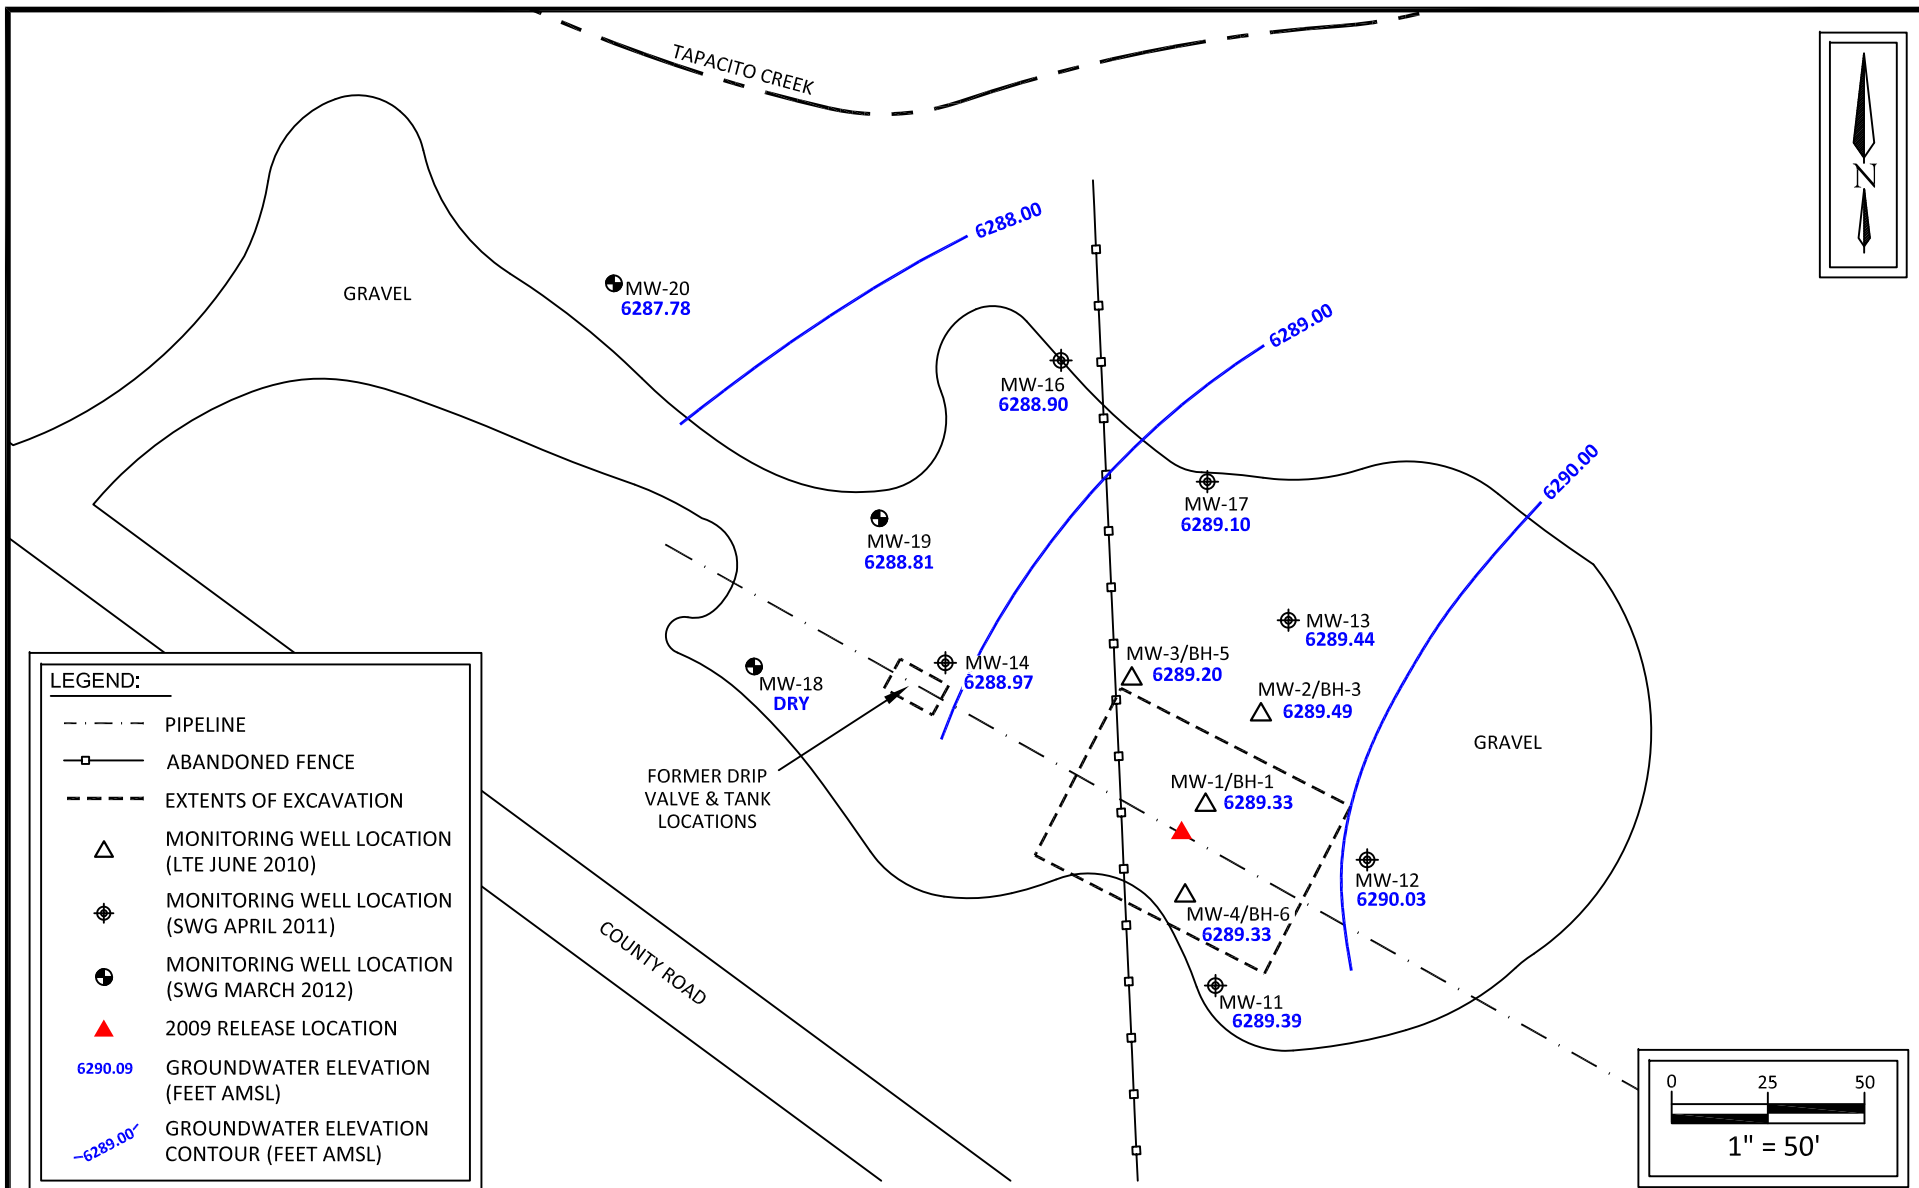 TAPACITO CREEK
N
6288.00
GRAVEL
MW-20
6287.78
6289.00
MW-16
6288.90
6290.00
MW-17
6289.10
MW-19
6288.81
MW-13
6289.44
MW-3/BH-5
6289.20
MW-14
6288.97
MW-18
DRY
MW-2/BH-3
6289.49
GRAVEL
FORMER DRIP
VALVE & TANK
LOCATIONS
MW-1/BH-1
6289.33
MW-12
6290.03
MW-4/BH-6
6289.33
COUNTY ROAD
MW-11
6289.39
LEGEND:
PIPELINE
ABANDONED FENCE
EXTENTS OF EXCAVATION
MONITORING WELL LOCATION
(LTE JUNE 2010)
MONITORING WELL LOCATION
(SWG APRIL 2011)
MONITORING WELL LOCATION
(SWG MARCH 2012)
2009 RELEASE LOCATION
6290.09 GROUNDWATER ELEVATION
(FEET AMSL)
6289.00 GROUNDWATER ELEVATION
CONTOUR (FEET AMSL)
0 25 50
1" = 50'